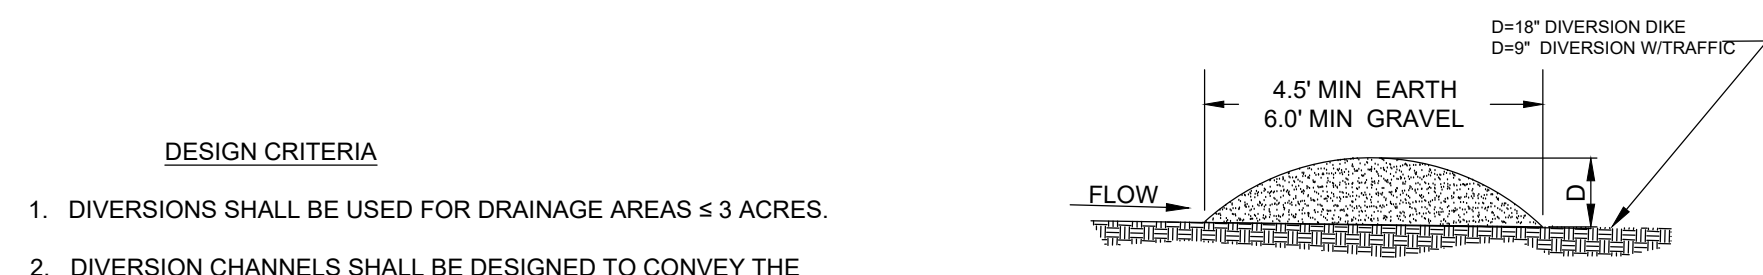 DESIGN CRITERIA
1. DIVERSIONS SHALL BE USED FOR DRAINAGE AREAS ≤ 3 ACRES.
2. DIVERSION CHANNELS SHALL BE DESIGNED TO CONVEY THE
D=18" DIVERSION DIKE
D=9" DIVERSION W/TRAFFIC
4.5' MIN EARTH
6.0' MIN GRAVEL
FLOW
D